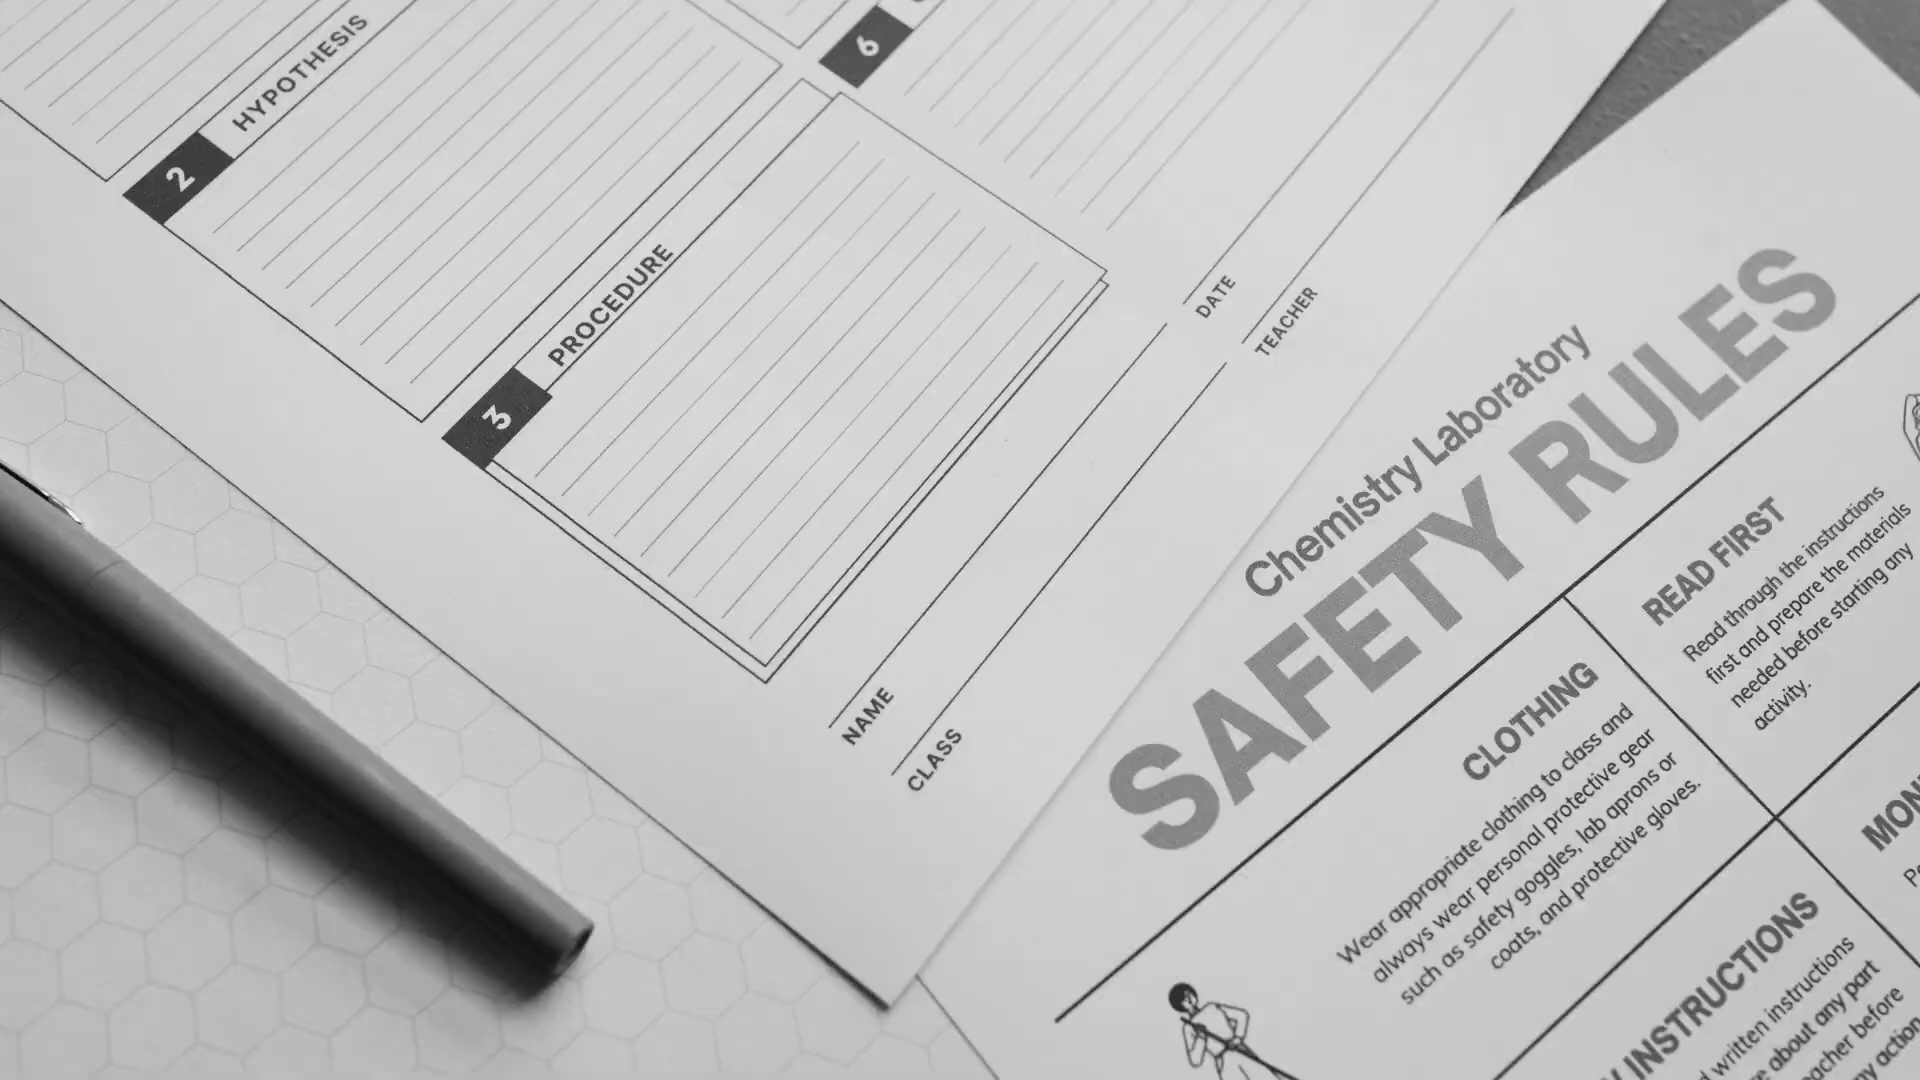 2 HYPOTHESIS
3 PROCEDURE
6
NAME
DATE
CLASS
TEACHER
Chemistry Laboratory
SAFETY RULES
CLOTHING
Wear appropriate clothing to class and
always wear personal protective gear
such as safety goggles, lab aprons or
coats, and protective gloves.
READ FIRST
Read through the instructions
first and prepare the materials
needed before starting any
activity.
INSTRUCTIONS
written instructions
about any part
before
action